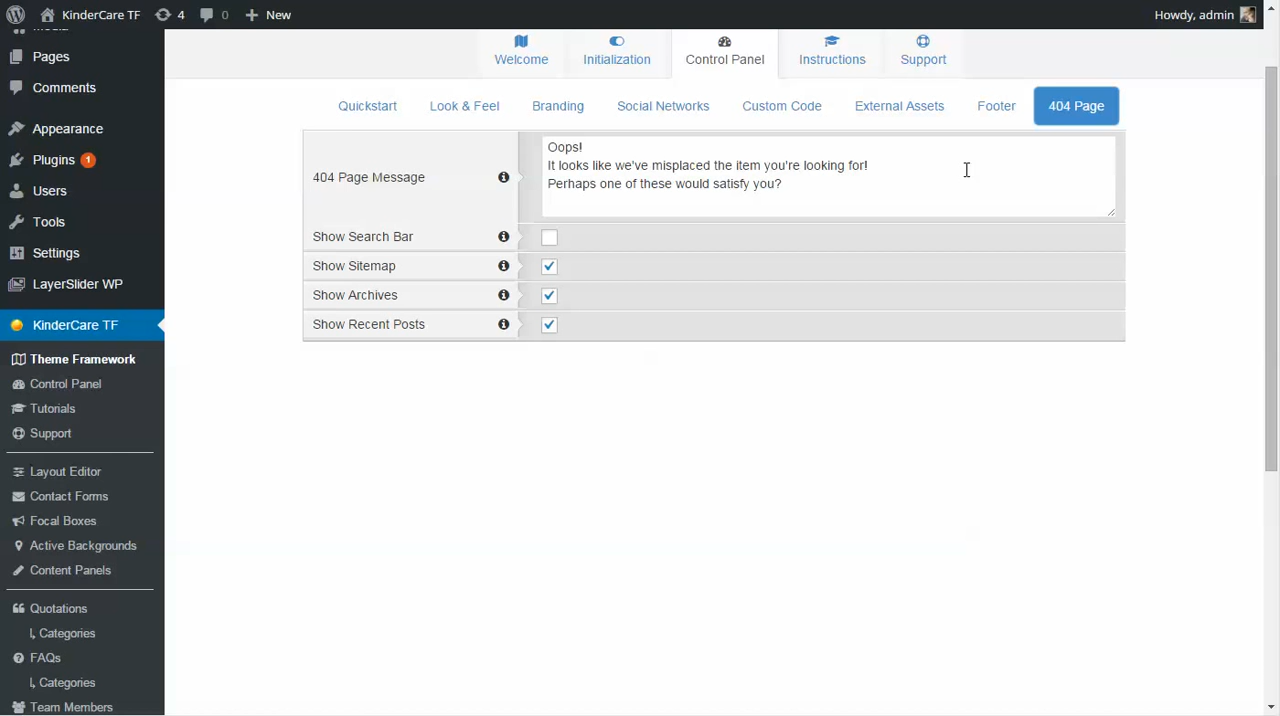 KinderCare TF
4
0
New
Howdy, admin
Pages
Comments
Appearance
Plugins 1
Users
Tools
Settings
LayerSlider WP
KinderCare TF
Theme Framework
Control Panel
Tutorials
Support
Layout Editor
Contact Forms
Focal Boxes
Active Backgrounds
Content Panels
Quotations
Categories
FAQs
Categories
Team Members
Welcome
Initialization
Control Panel
Instructions
Support
Quickstart
Look & Feel
Branding
Social Networks
Custom Code
External Assets
Footer
404 Page
404 Page Message
Oops!
It looks like we've misplaced the item you're looking for!
Perhaps one of these would satisfy you?
Show Search Bar
Show Sitemap
Show Archives
Show Recent Posts